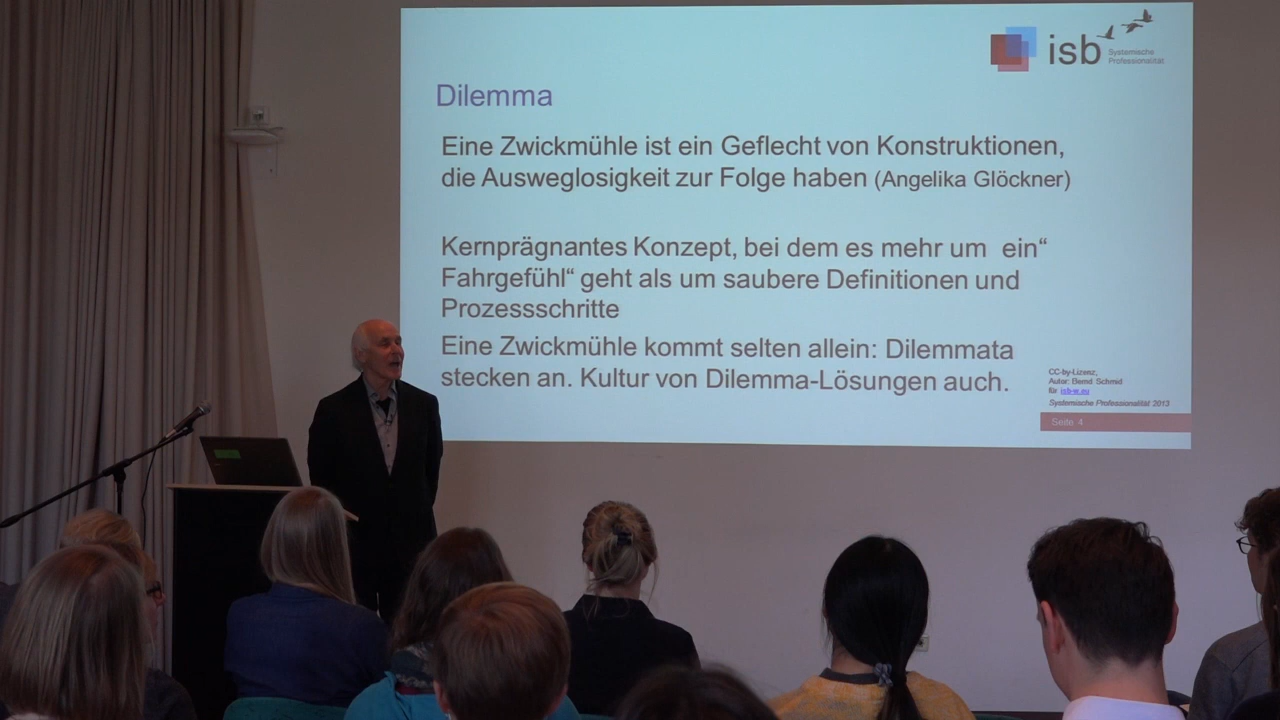 isb
Systemische
Professionalität
Dilemma
Eine Zwickmühle ist ein Geflecht von Konstruktionen,
die Ausweglosigkeit zur Folge haben (Angelika Glöckner)
Kernprägnantes Konzept, bei dem es mehr um ein“
Fahrgefühl“ geht als um saubere Definitionen und
Prozessschritte
Eine Zwickmühle kommt selten allein: Dilemmata
stecken an. Kultur von Dilemma-Lösungen auch.
CC-by-Lizenz,
Autor: Bernd Schmid
für isb-w.eu
Systemische Professionalität 2013
Seite 4